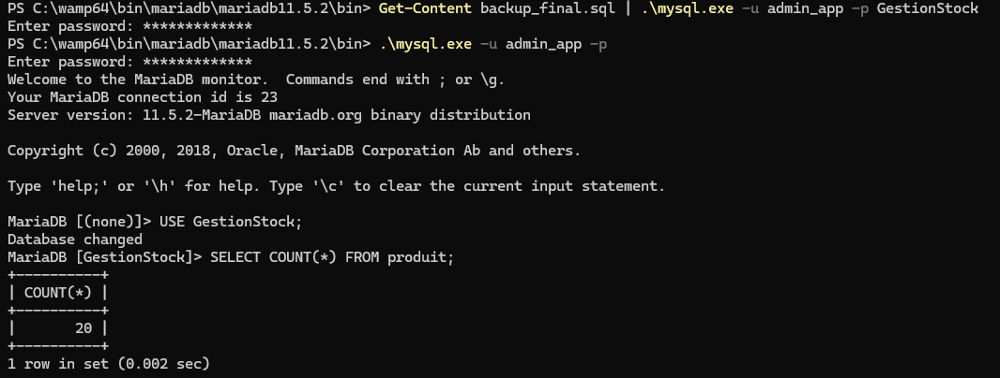 PS C:\wamp64\bin\mariadb\mariadb11.5.2\bin> Get-Content backup_final.sql | .\mysql.exe -u admin_app -p GestionStock
Enter password: *************
PS C:\wamp64\bin\mariadb\mariadb11.5.2\bin> .\mysql.exe -u admin_app -p
Enter password: *************
Welcome to the MariaDB monitor.  Commands end with ; or \g.
Your MariaDB connection id is 23
Server version: 11.5.2-MariaDB mariadb.org binary distribution

Copyright (c) 2000, 2018, Oracle, MariaDB Corporation Ab and others.

Type 'help;' or '\h' for help. Type '\c' to clear the current input statement.

MariaDB [(none)]> USE GestionStock;
Database changed
MariaDB [GestionStock]> SELECT COUNT(*) FROM produit;
+----------+
| COUNT(*) |
+----------+
|       20 |
+----------+
1 row in set (0.002 sec)